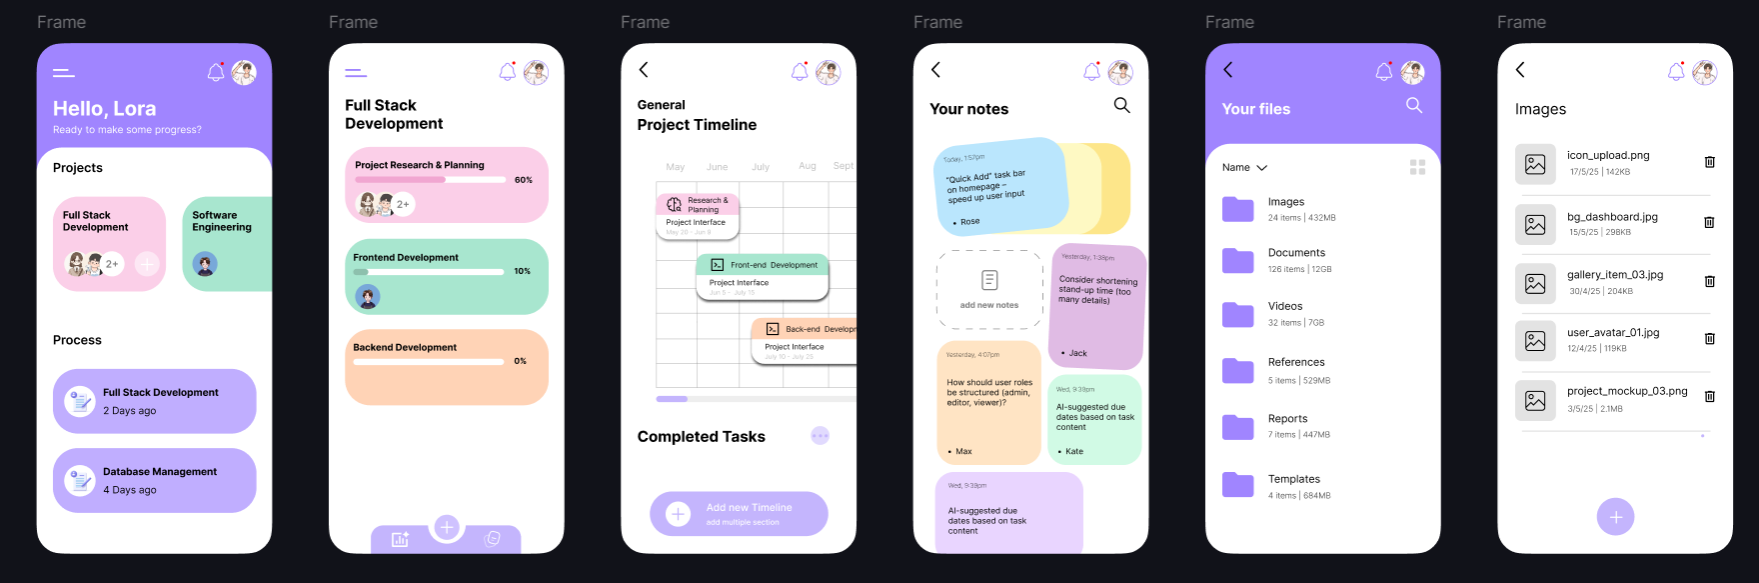 Frame
Hello, Lora
Ready to make some progress?
Projects
Full Stack
Development
2+
Software
Engineering
Process
Full Stack Development
2 Days ago
Database Management
4 Days ago
Frame
Full Stack
Development
Project Research & Planning
60%
2+
Frontend Development
10%
Backend Development
0%
Frame
General
Project Timeline
May June July Aug Sept
Research &
Planning
Project Interface
May 20 - Jun 9
Front-end Development
Project Interface
Jun 5 - July 15
Back-end Developm
Project Interface
July 10 - July 25
Completed Tasks
Add new Timeline
add multiple section
Frame
Your notes
Today, 1:57pm
"Quick Add" task bar
on homepage –
speed up user input
• Rose
add new notes
Yesterday, 1:38pm
Consider shortening
stand-up time (too
many details)
• Jack
Yesterday, 4:07pm
How should user roles
be structured (admin,
editor, viewer)?
• Max
Wed, 9:39pm
AI-suggested due
dates based on task
content
• Kate
Wed, 9:39pm
AI-suggested due
dates based on task
content
Frame
Your files
Name
Images
24 items | 432MB
Documents
126 items | 12GB
Videos
32 items | 7GB
References
5 items | 529MB
Reports
7 items | 447MB
Templates
4 items | 684MB
Frame
Images
icon_upload.png
17/5/25 | 142KB
bg_dashboard.jpg
15/5/25 | 298KB
gallery_item_03.jpg
30/4/25 | 204KB
user_avatar_01.jpg
12/4/25 | 119KB
project_mockup_03.png
3/5/25 | 2.1MB